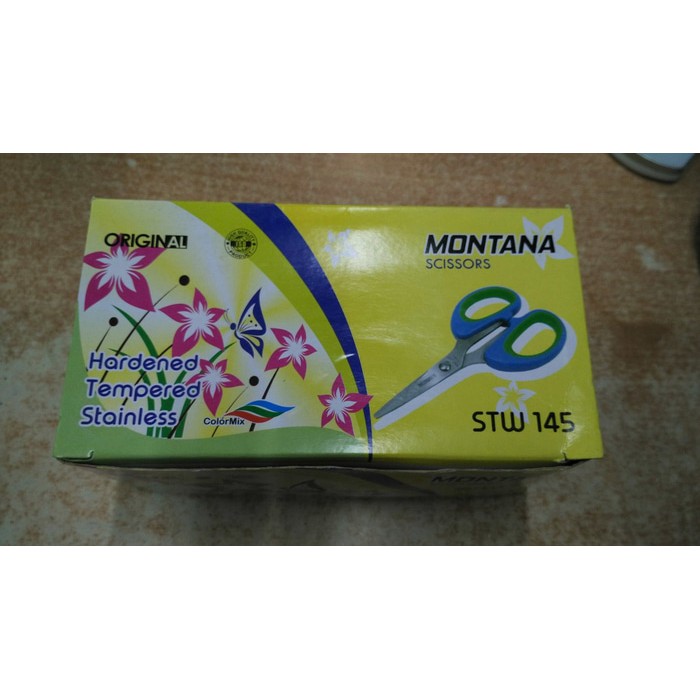 ORIGINAL
MONTANA
SCISSORS
Hardened
Tempered
Stainless
ColorMix
STW 145